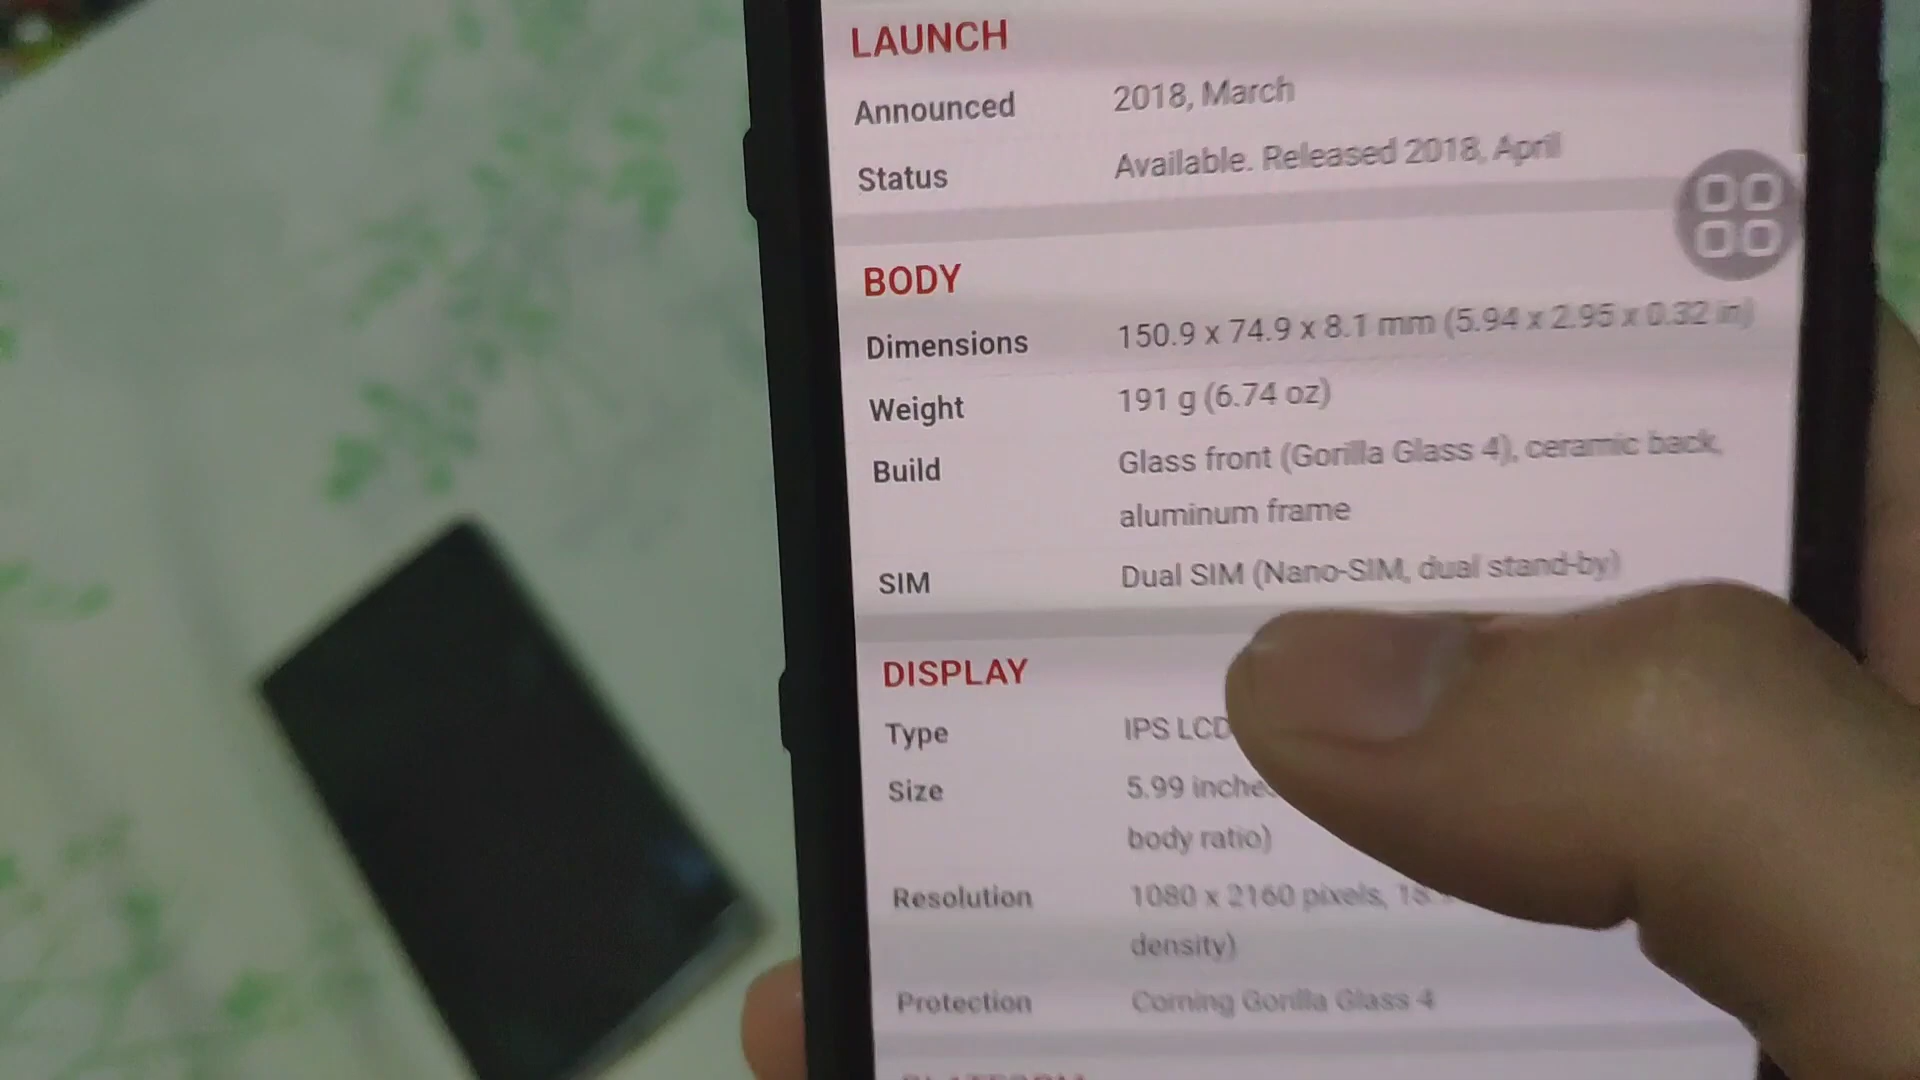 LAUNCH
Announced 2018, March
Status Available. Released 2018, April
BODY
Dimensions 150.9 x 74.9 x 8.1 mm (5.94 x 2.95 x 0.32 in)
Weight 191 g (6.74 oz)
Build Glass front (Gorilla Glass 4), ceramic back,
aluminum frame
SIM Dual SIM (Nano-SIM, dual stand-by)
DISPLAY
Type IPS LCD
Size 5.99 inches
body ratio)
Resolution 1080 x 2160 pixels,
density)
Protection Corning Gorilla Glass 4